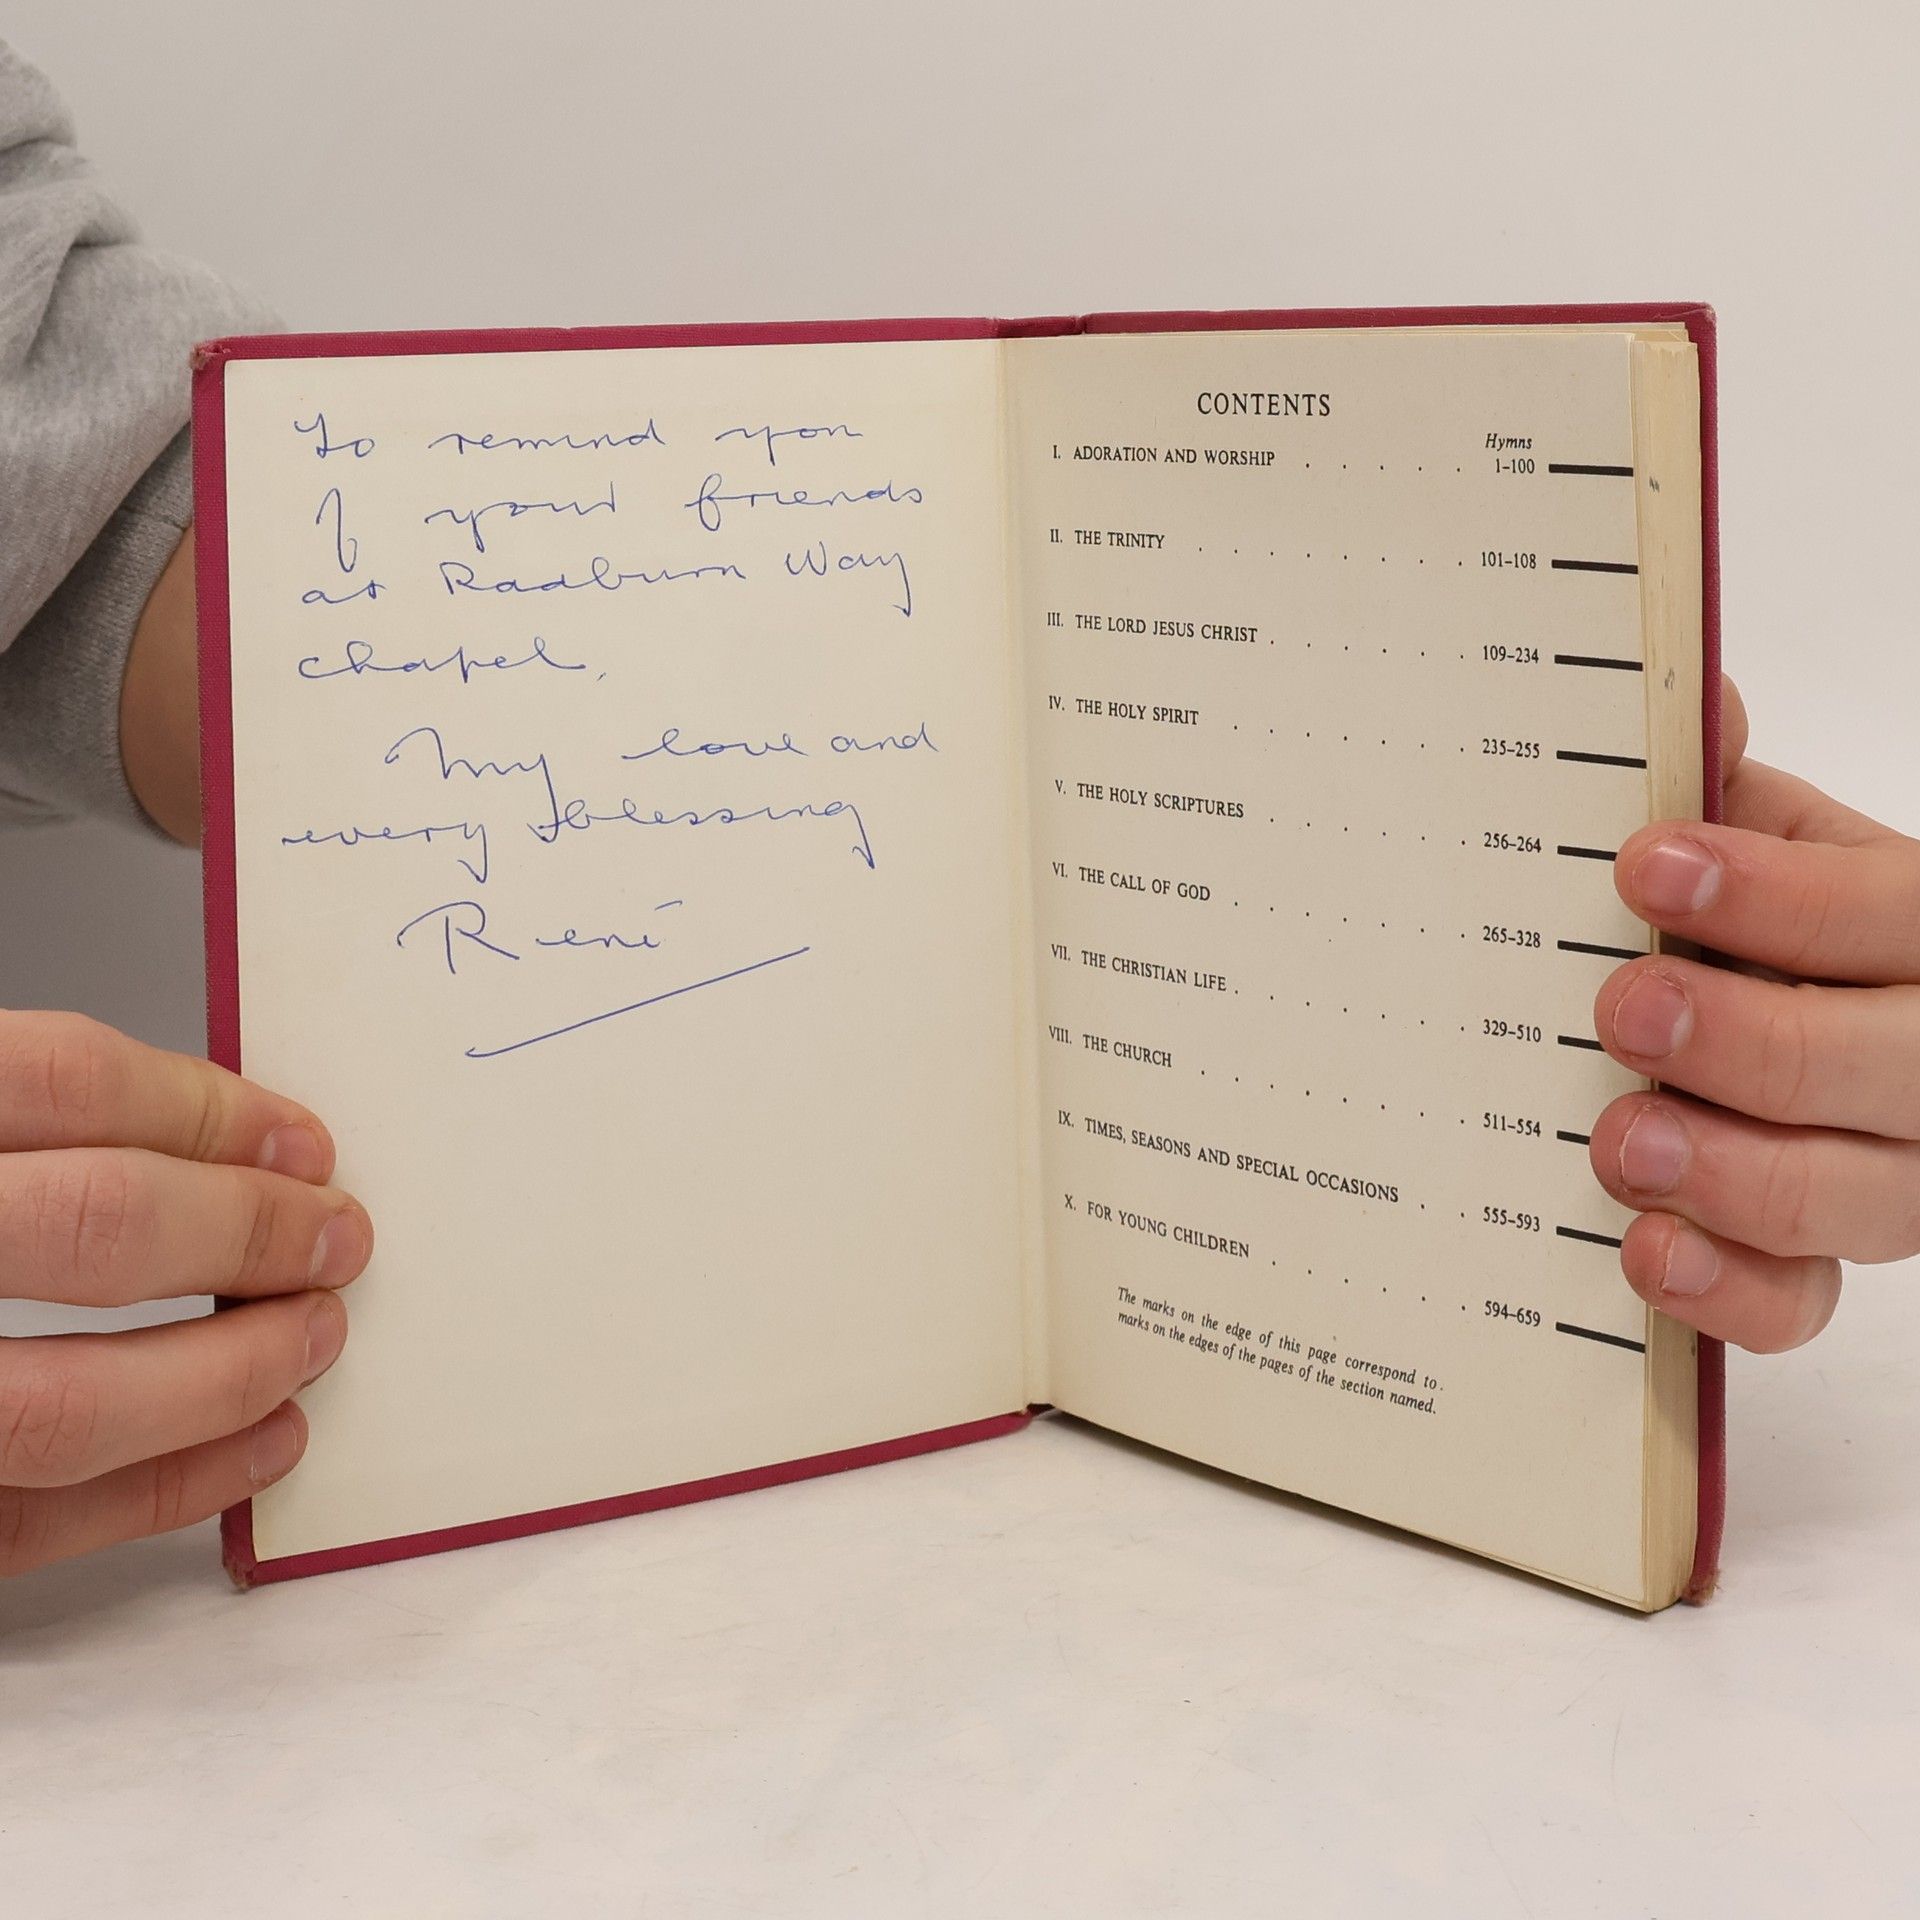 To remind you
of your friends
at Radburn Way
chapel,
My love and
every blessing
René
CONTENTS
Hymns
I. ADORATION AND WORSHIP . . . . . 1–100
II. THE TRINITY . . . . . . . . 101–108
III. THE LORD JESUS CHRIST . . . . . . 109–234
IV. THE HOLY SPIRIT . . . . . . . 235–255
V. THE HOLY SCRIPTURES . . . . . . 256–264
VI. THE CALL OF GOD . . . . . . . 265–328
VII. THE CHRISTIAN LIFE . . . . . . . 329–510
VIII. THE CHURCH . . . . . . . . 511–554
IX. TIMES, SEASONS AND SPECIAL OCCASIONS . . 555–593
X. FOR YOUNG CHILDREN . . . . . . 594–659
The marks on the edge of this page correspond to
marks on the edges of the pages of the section named.